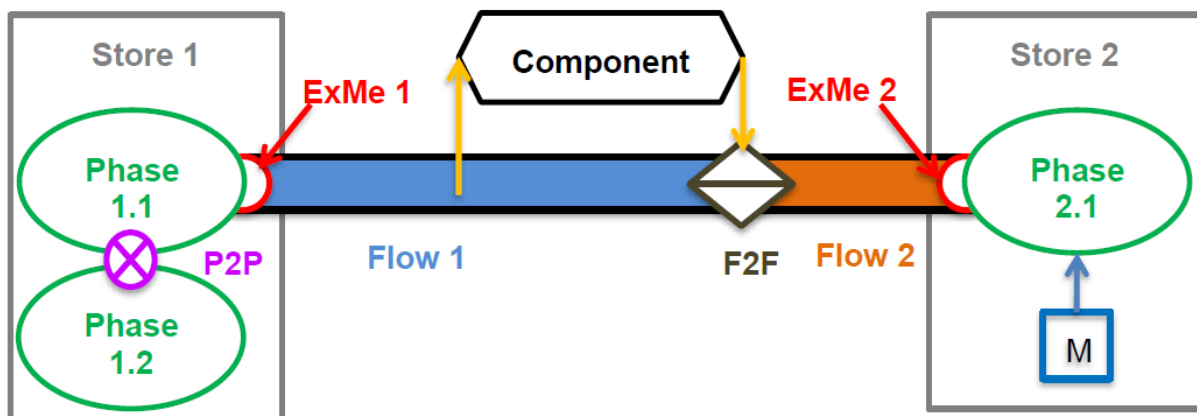 Store 1
Component
Store 2
ExMe 1
ExMe 2
Phase
1.1
Phase
2.1
P2P
Flow 1
F2F
Flow 2
Phase
1.2
M